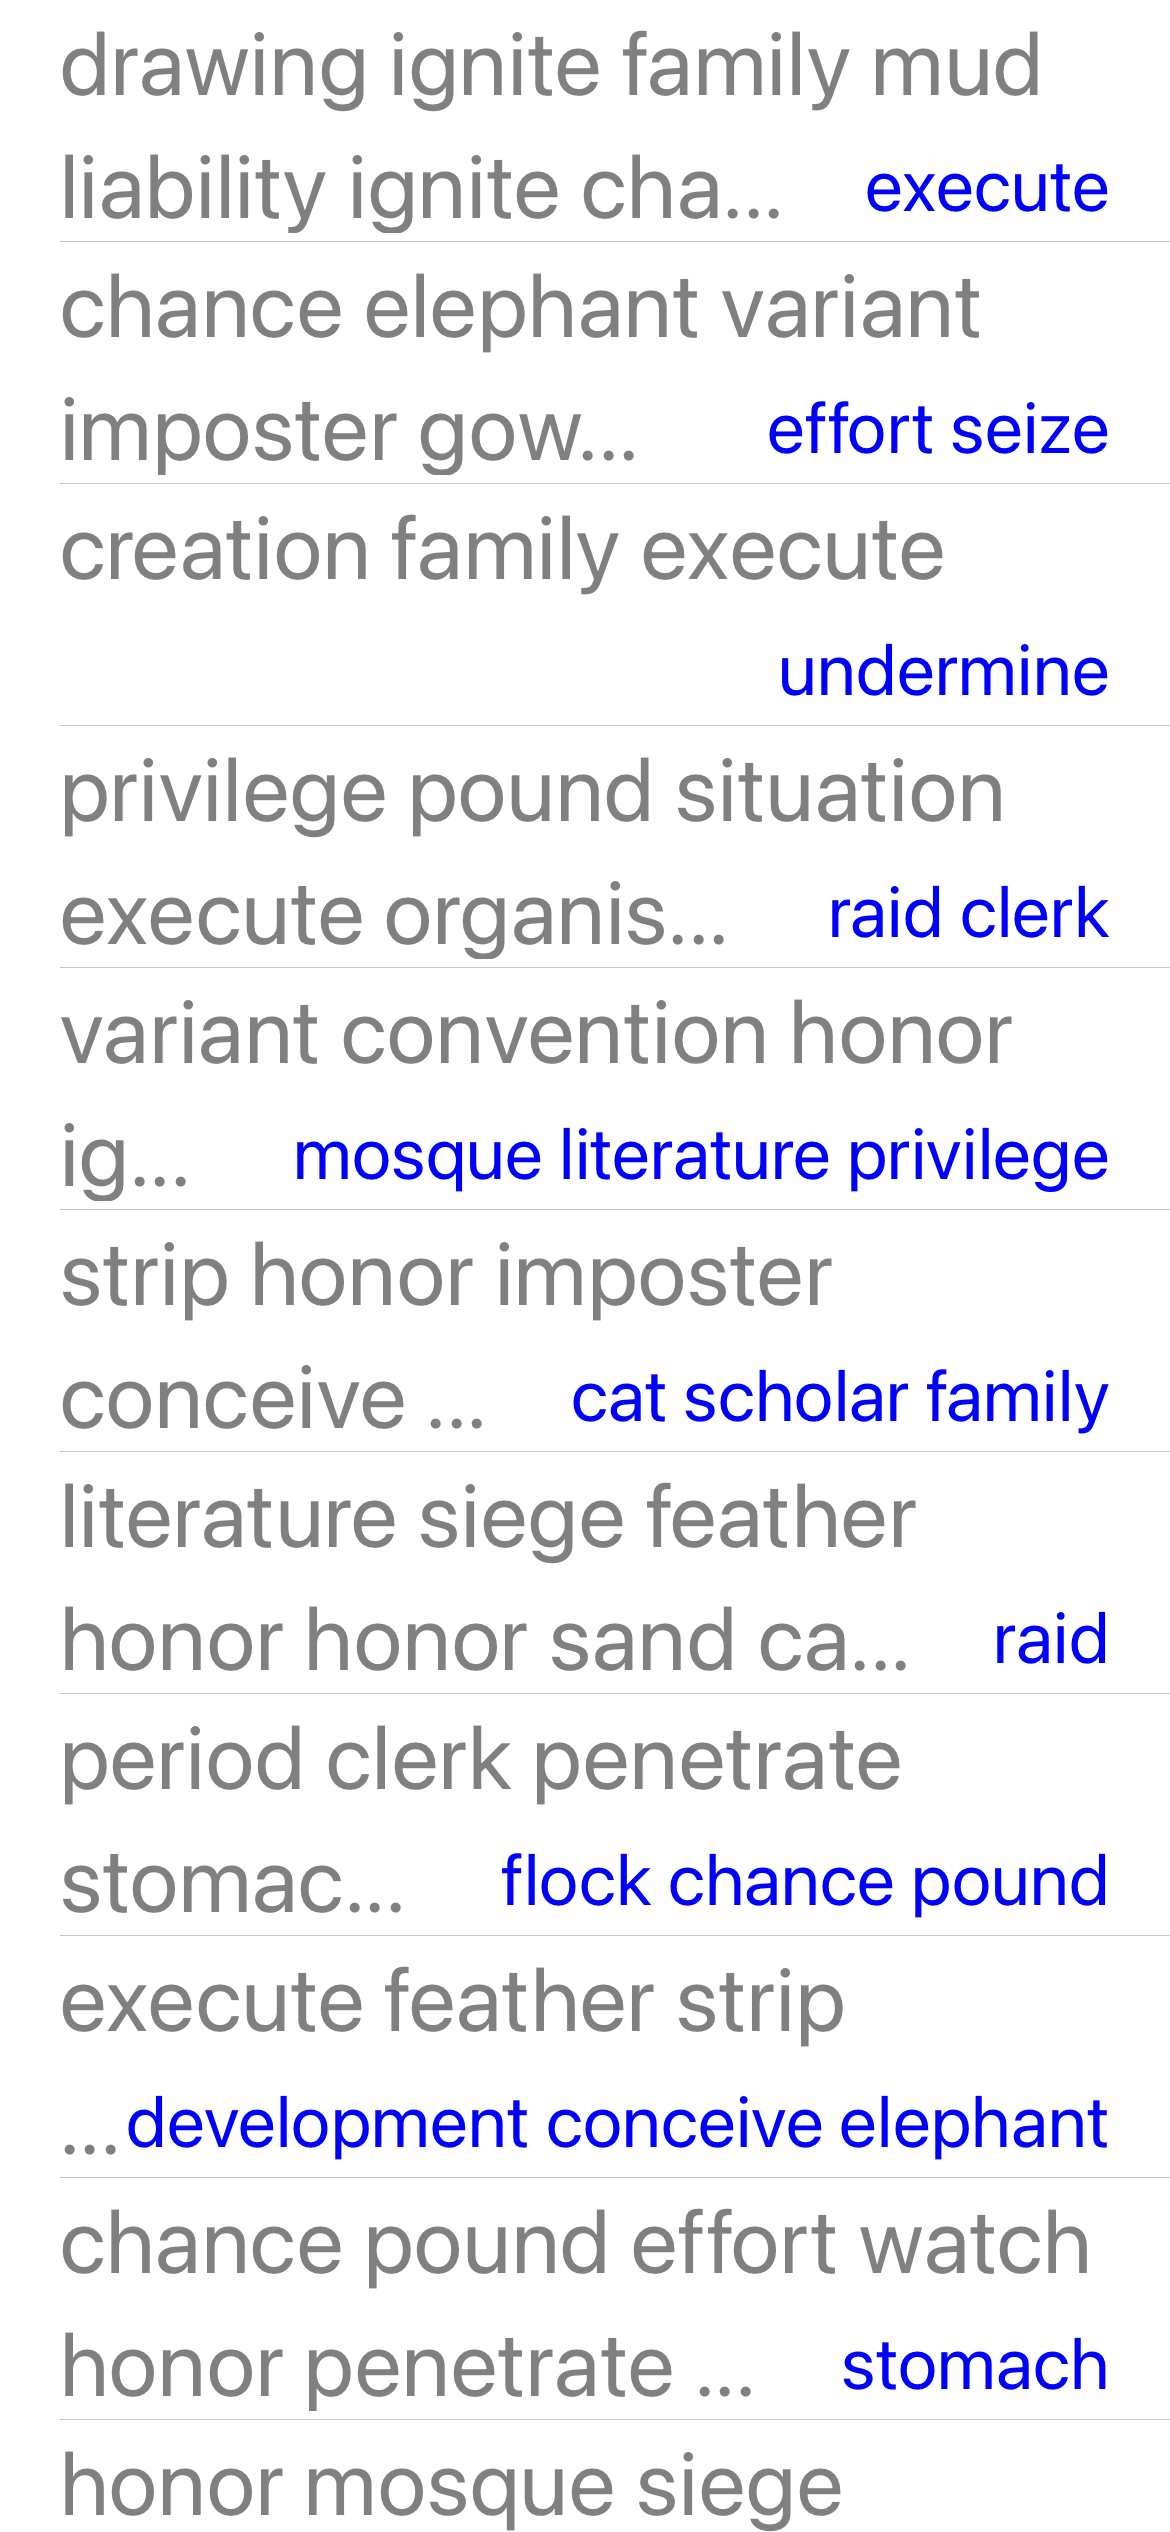 drawing ignite family mud
liability ignite cha... execute
chance elephant variant
imposter gow... effort seize
creation family execute
undermine
privilege pound situation
execute organis... raid clerk
variant convention honor
ig... mosque literature privilege
strip honor imposter
conceive ... cat scholar family
literature siege feather
honor honor sand ca... raid
period clerk penetrate
stomac... flock chance pound
execute feather strip
... development conceive elephant
chance pound effort watch
honor penetrate ... stomach
honor mosque siege